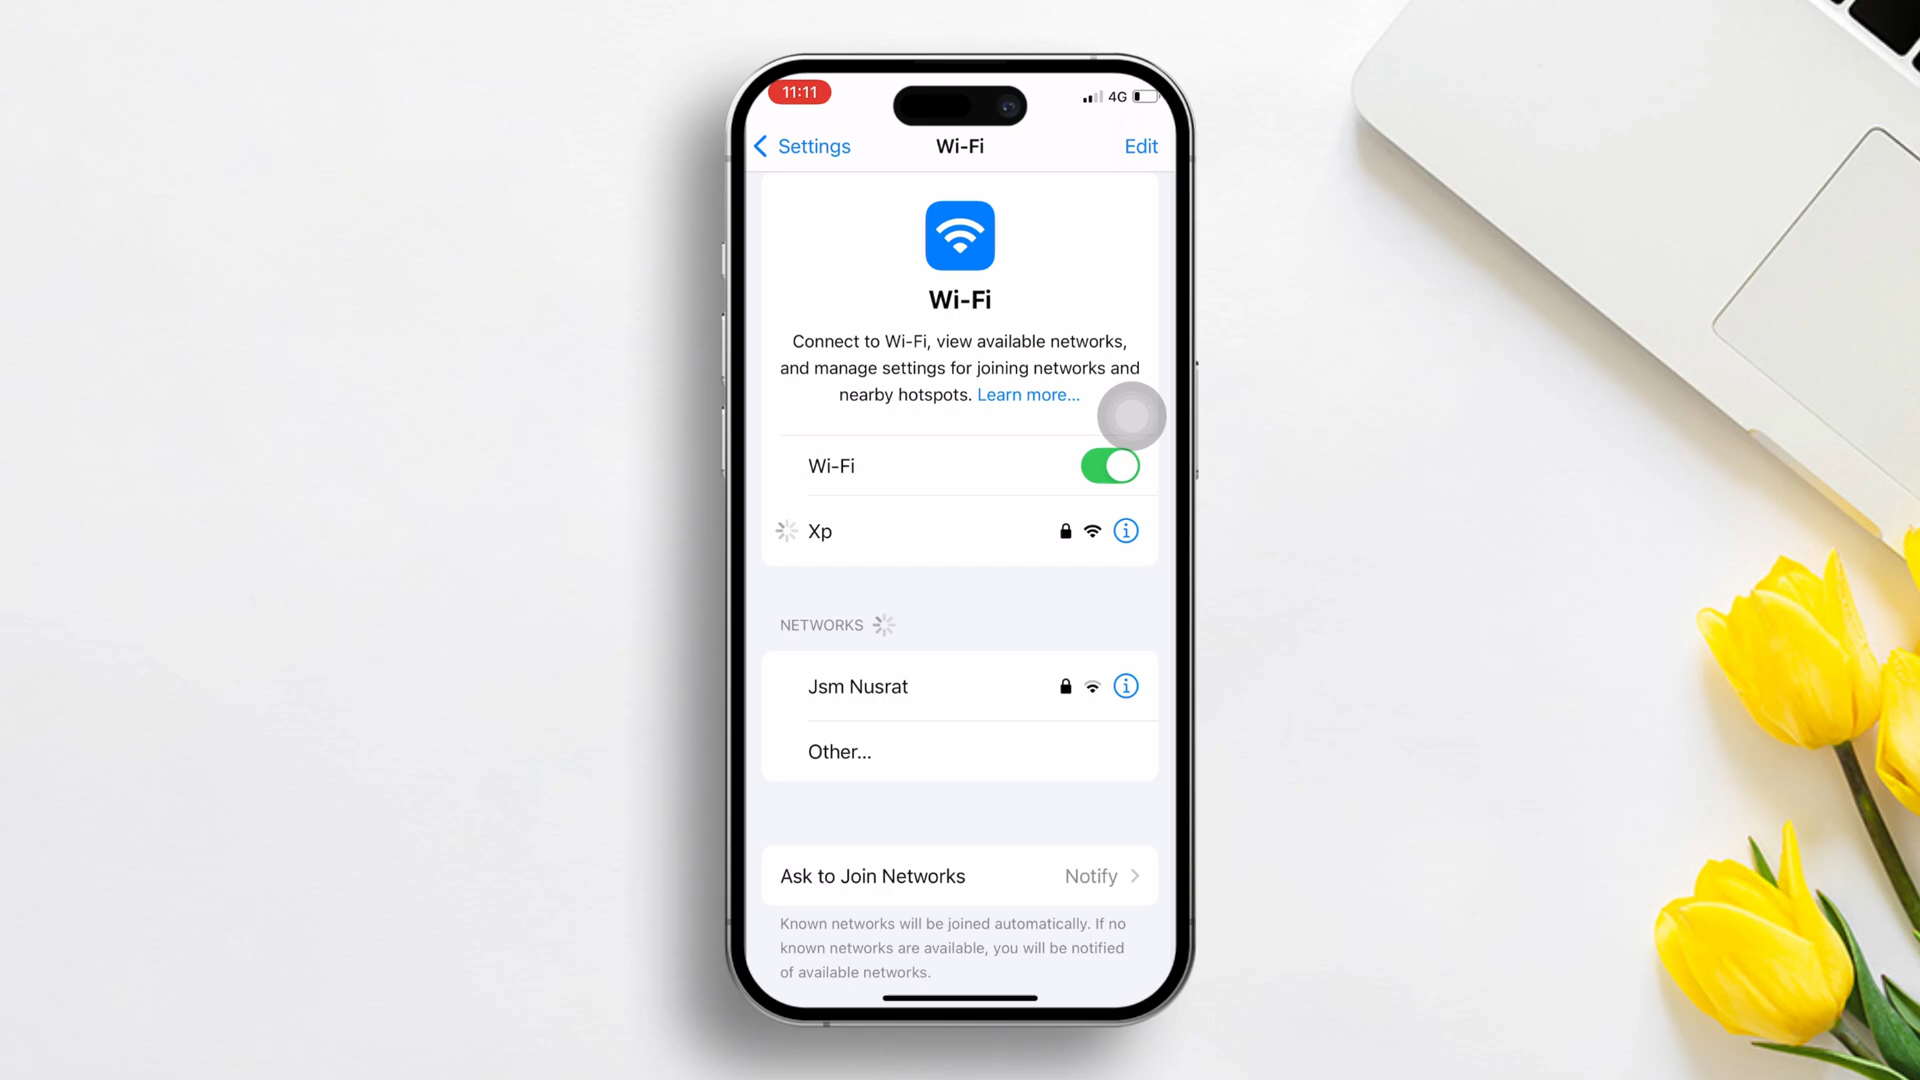 11:11
4G
Settings
Wi-Fi
Edit
Wi-Fi
Connect to Wi-Fi, view available networks,
and manage settings for joining networks and
nearby hotspots. Learn more...
Wi-Fi
Xp
NETWORKS
Jsm Nusrat
Other...
Ask to Join Networks Notify
Known networks will be joined automatically. If no
known networks are available, you will be notified
of available networks.